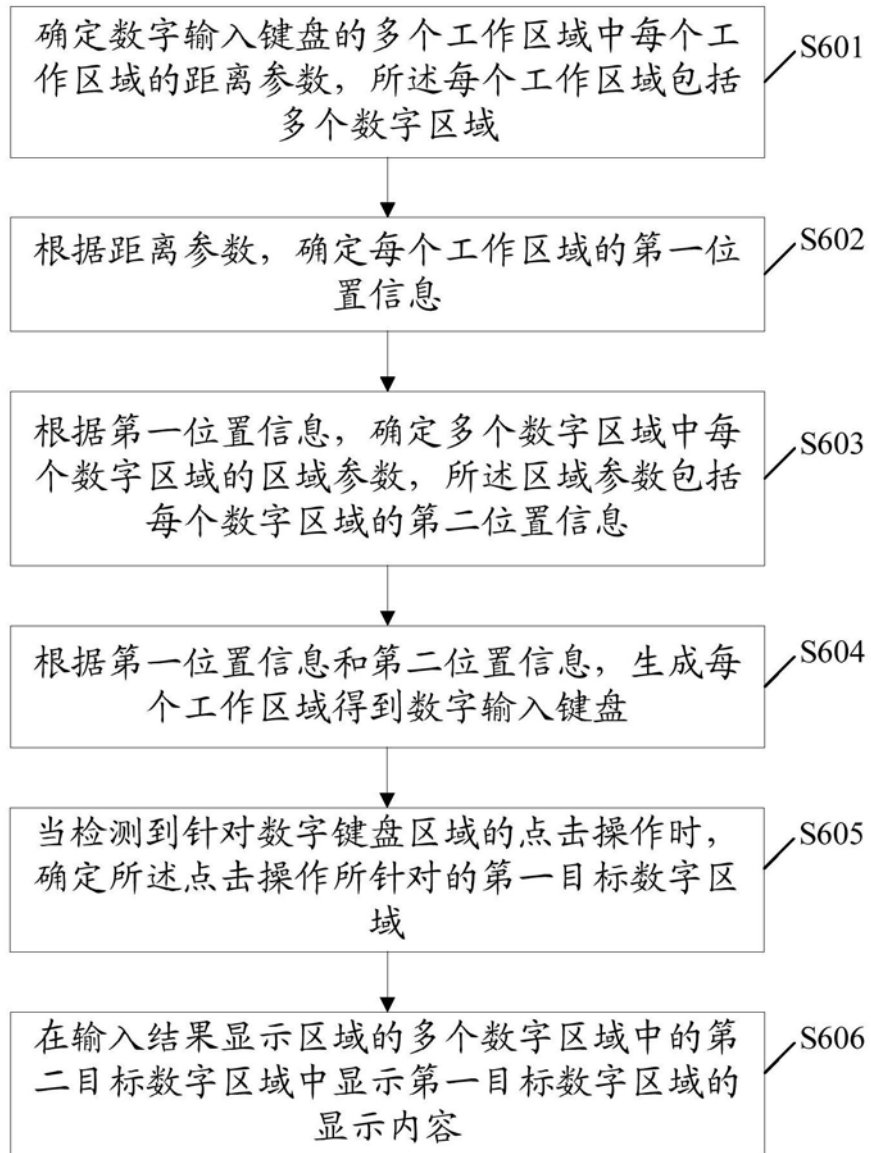 确定数字输入键盘的多个工作区域中每个工
作区域的距离参数，所述每个工作区域包括
多个数字区域
S601
根据距离参数，确定每个工作区域的第一位
置信息
S602
根据第一位置信息，确定多个数字区域中每
个数字区域的区域参数，所述区域参数包括
每个数字区域的第二位置信息
S603
根据第一位置信息和第二位置信息，生成每
个工作区域得到数字输入键盘
S604
当检测到针对数字键盘区域的点击操作时，
确定所述点击操作所针对的第一目标数字区
域
S605
在输入结果显示区域的多个数字区域中的第
二目标数字区域中显示第一目标数字区域的
显示内容
S606